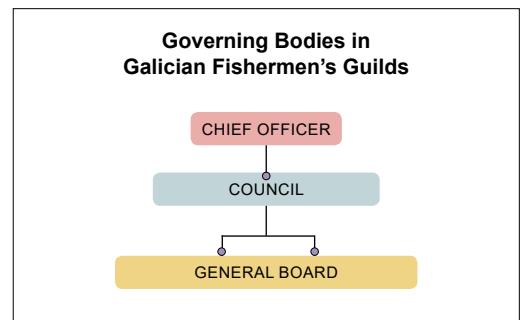 Governing Bodies in
Galician Fishermen's Guilds
CHIEF OFFICER
COUNCIL
GENERAL BOARD